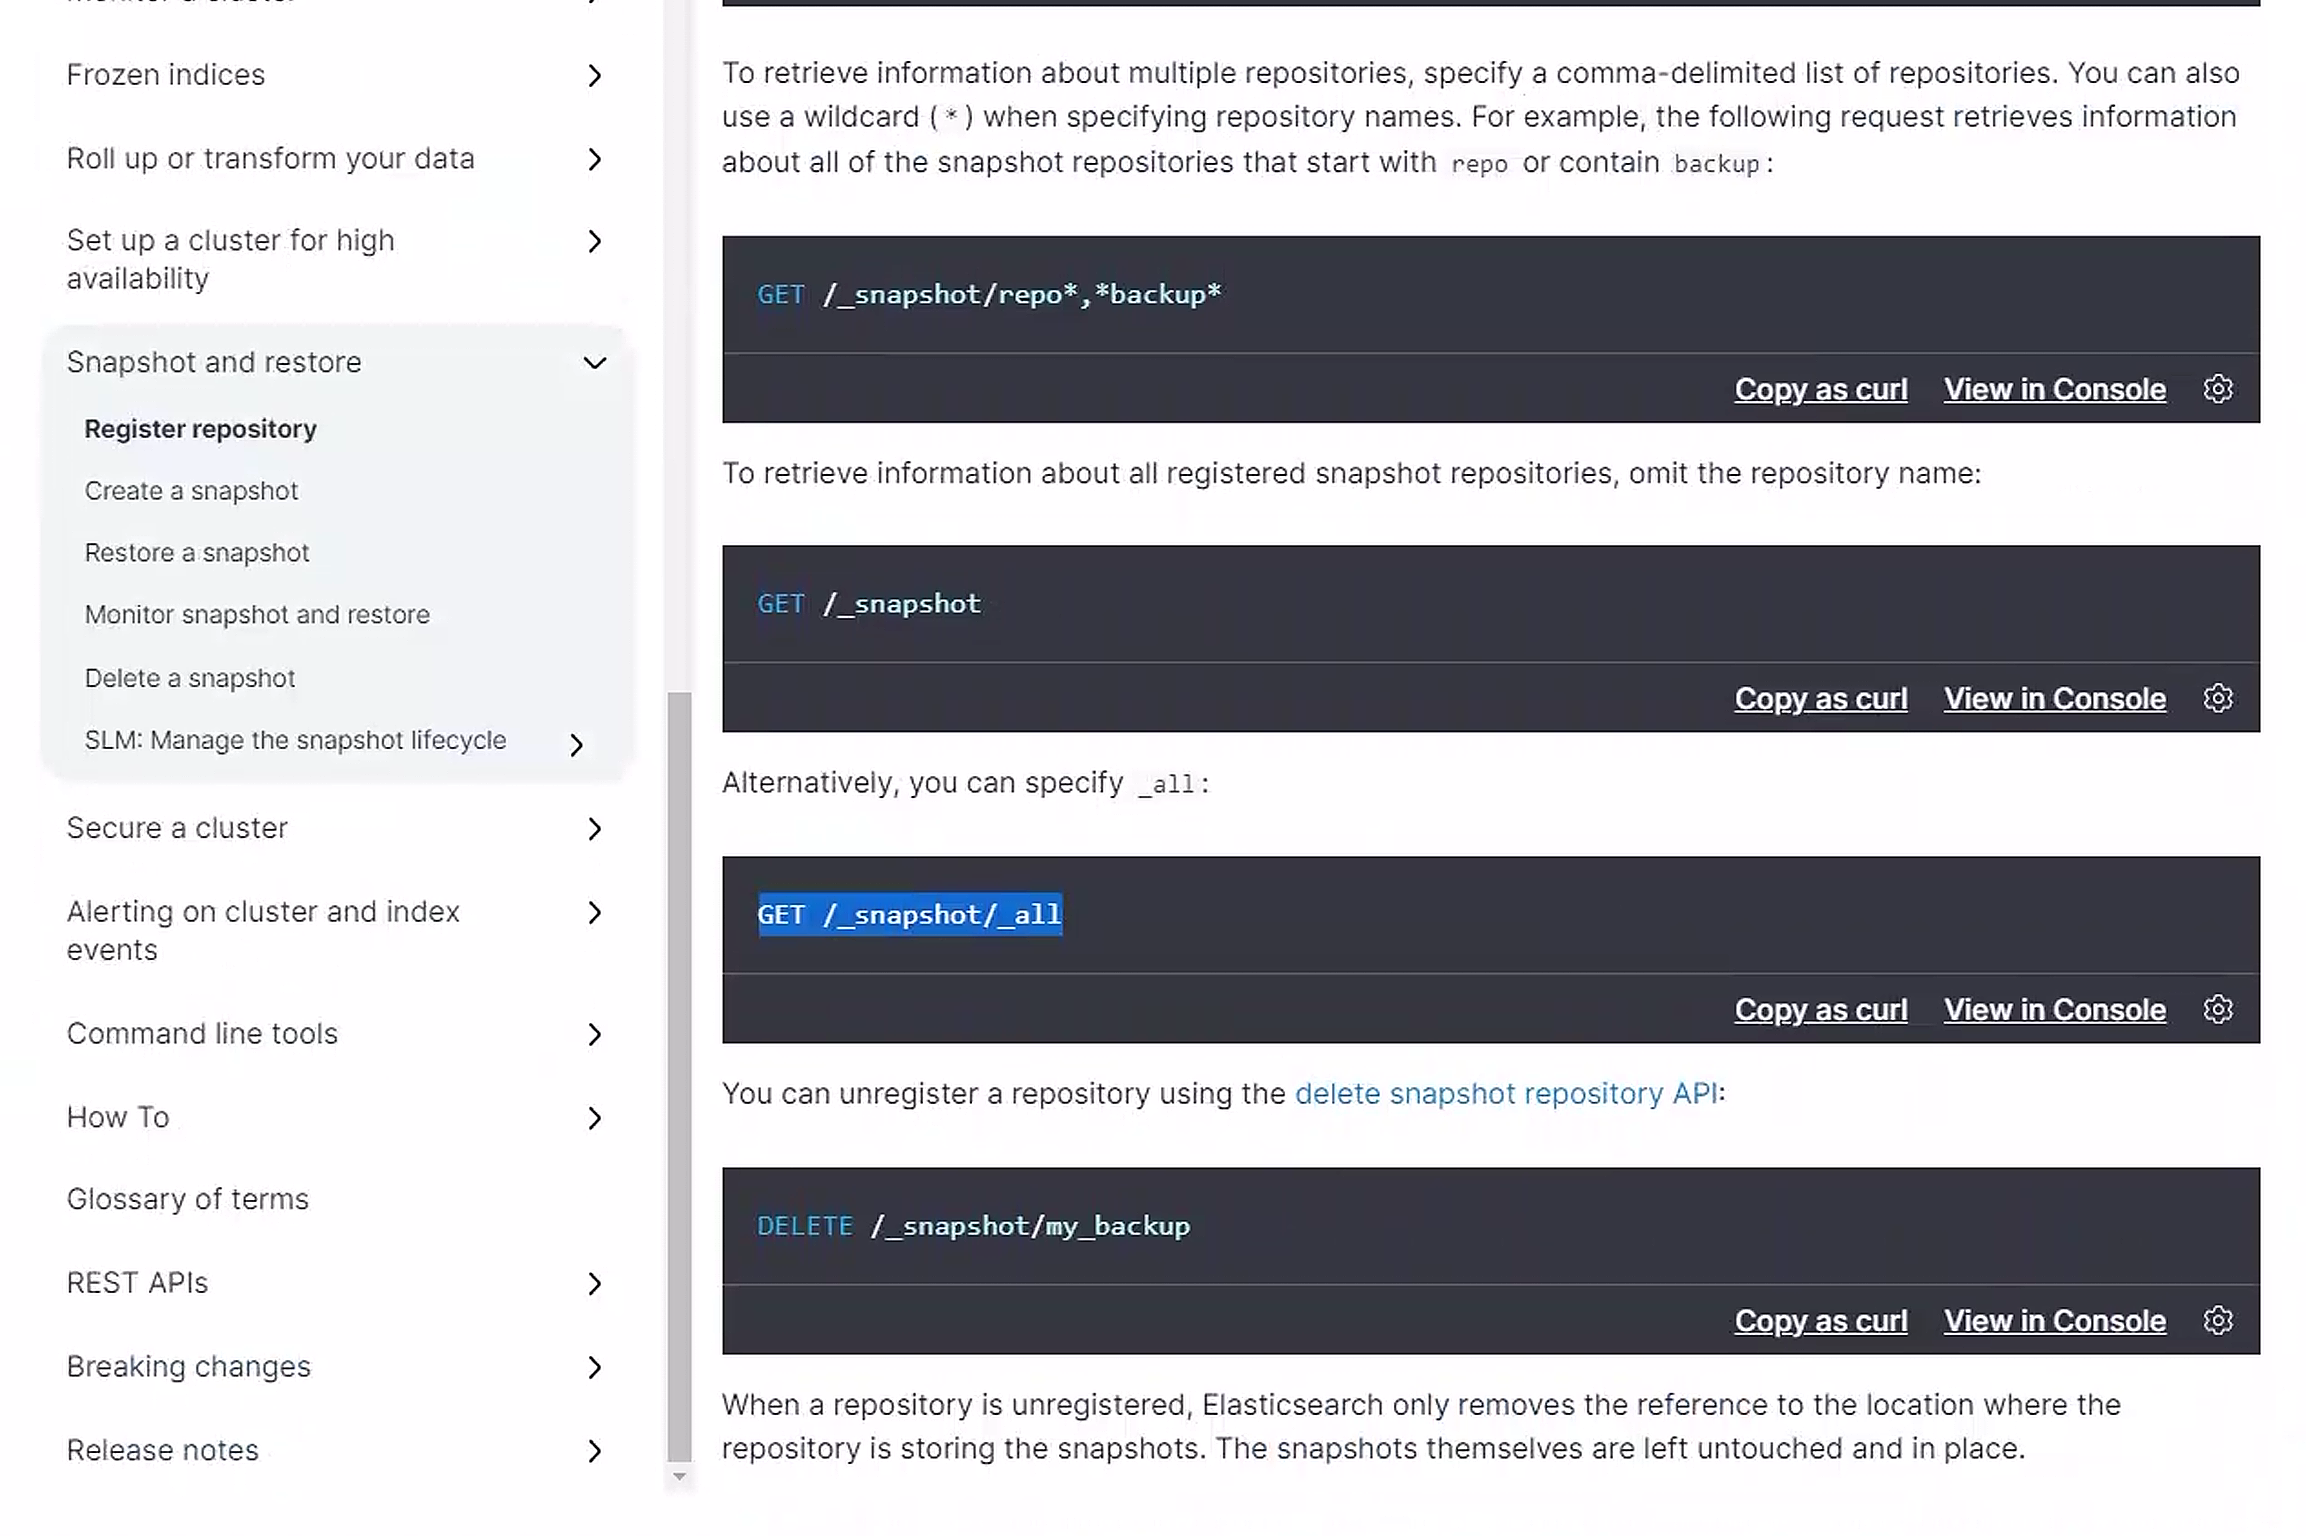 Frozen indices
Roll up or transform your data
Set up a cluster for high
availability
Snapshot and restore
Register repository
Create a snapshot
Restore a snapshot
Monitor snapshot and restore
Delete a snapshot
SLM: Manage the snapshot lifecycle
Secure a cluster
Alerting on cluster and index
events
Command line tools
How To
Glossary of terms
REST APIs
Breaking changes
Release notes
To retrieve information about multiple repositories, specify a comma-delimited list of repositories. You can also
use a wildcard (*) when specifying repository names. For example, the following request retrieves information
about all of the snapshot repositories that start with repo or contain backup:
GET /_snapshot/repo*,*backup*
Copy as curl View in Console
To retrieve information about all registered snapshot repositories, omit the repository name:
GET /_snapshot
Copy as curl View in Console
Alternatively, you can specify _all:
GET /_snapshot/_all
Copy as curl View in Console
You can unregister a repository using the delete snapshot repository API:
DELETE /_snapshot/my_backup
Copy as curl View in Console
When a repository is unregistered, Elasticsearch only removes the reference to the location where the
repository is storing the snapshots. The snapshots themselves are left untouched and in place.